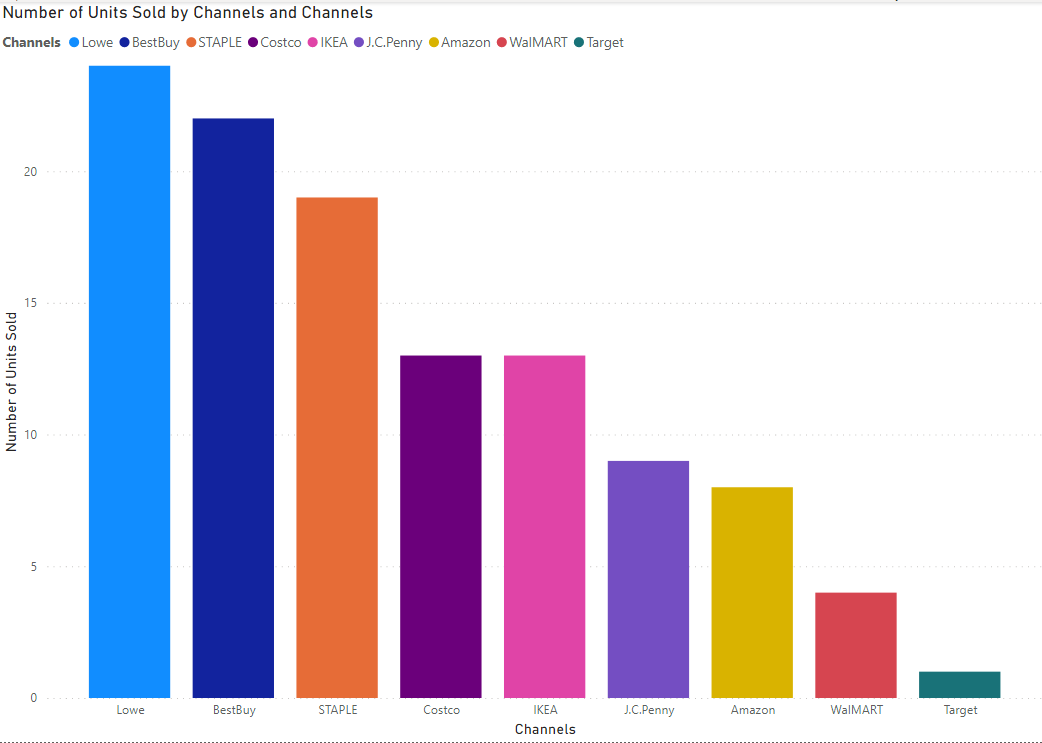 Number of Units Sold by Channels and Channels
Channels Lowe BestBuy STAPLE Costco IKEA J.C.Penny Amazon WalMART Target
20
15
10
5
0
Number of Units Sold
Lowe BestBuy STAPLE Costco IKEA J.C.Penny Amazon WalMART Target
Channels